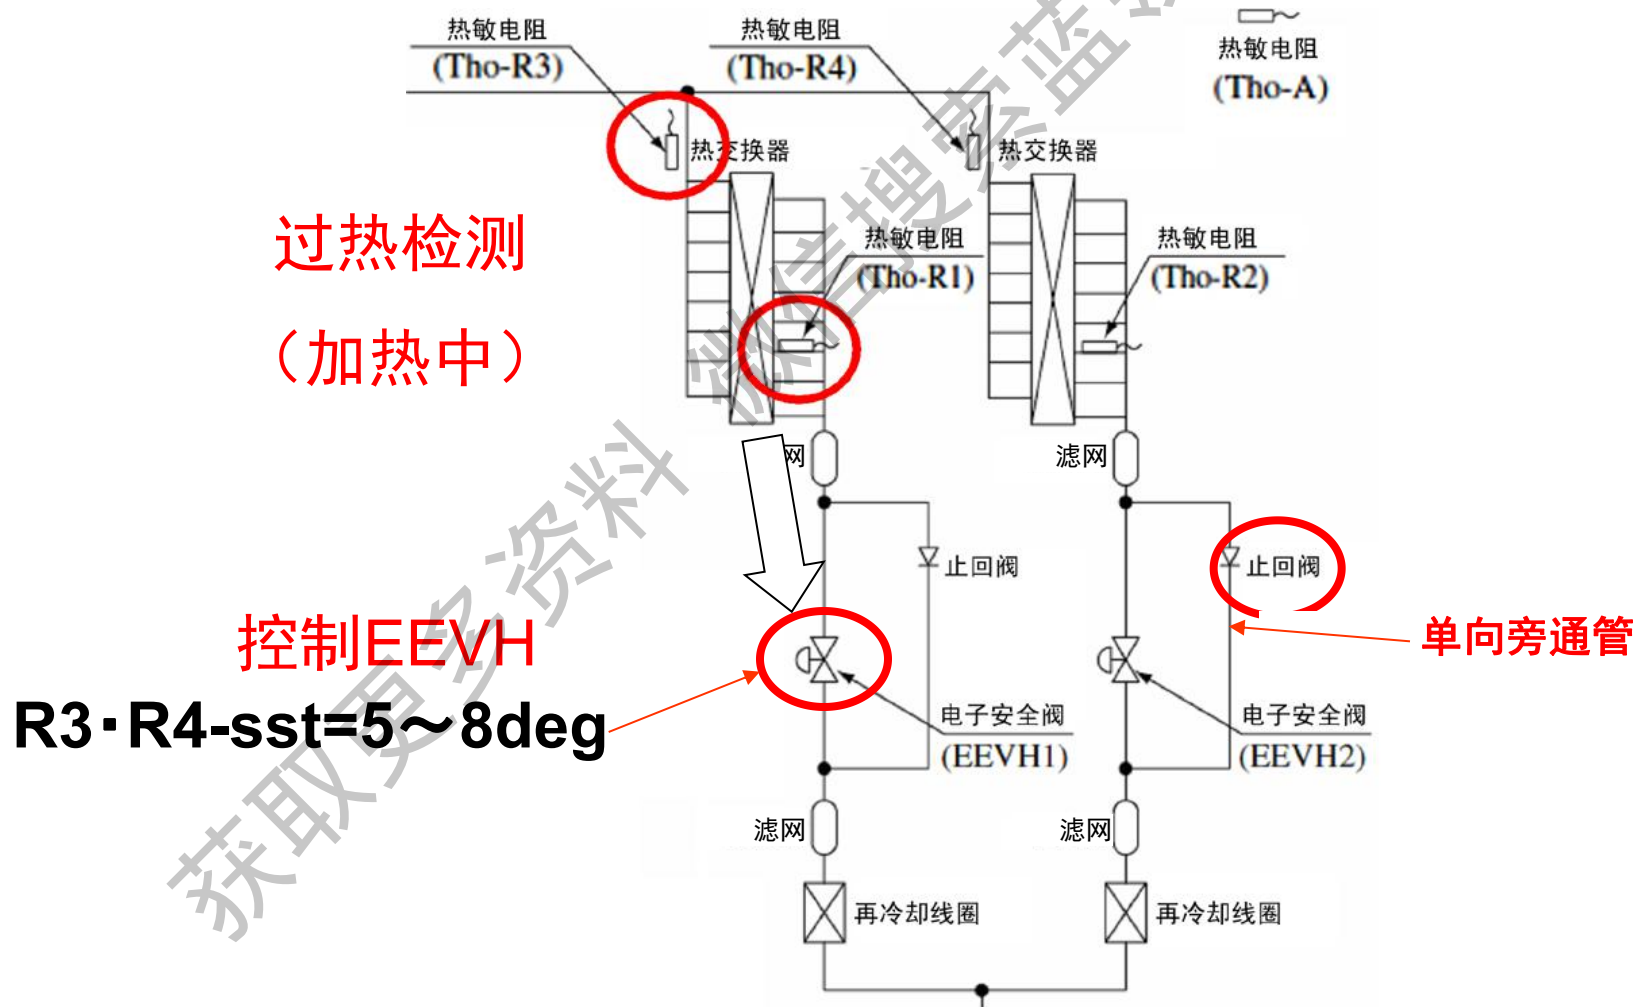 热敏电阻
(Tho-R3)
热敏电阻
(Tho-R4)
热敏电阻
(Tho-A)
热交换器
热交换器
过热检测
（加热中）
热敏电阻
(Tho-R1)
热敏电阻
(Tho-R2)
网
滤网
止回阀
止回阀
控制EEVH
R3·R4-sst=5～8deg
单向旁通管
电子安全阀
(EEVH1)
电子安全阀
(EEVH2)
滤网
滤网
再冷却线圈
再冷却线圈
获取更多资料 微信搜索蓝